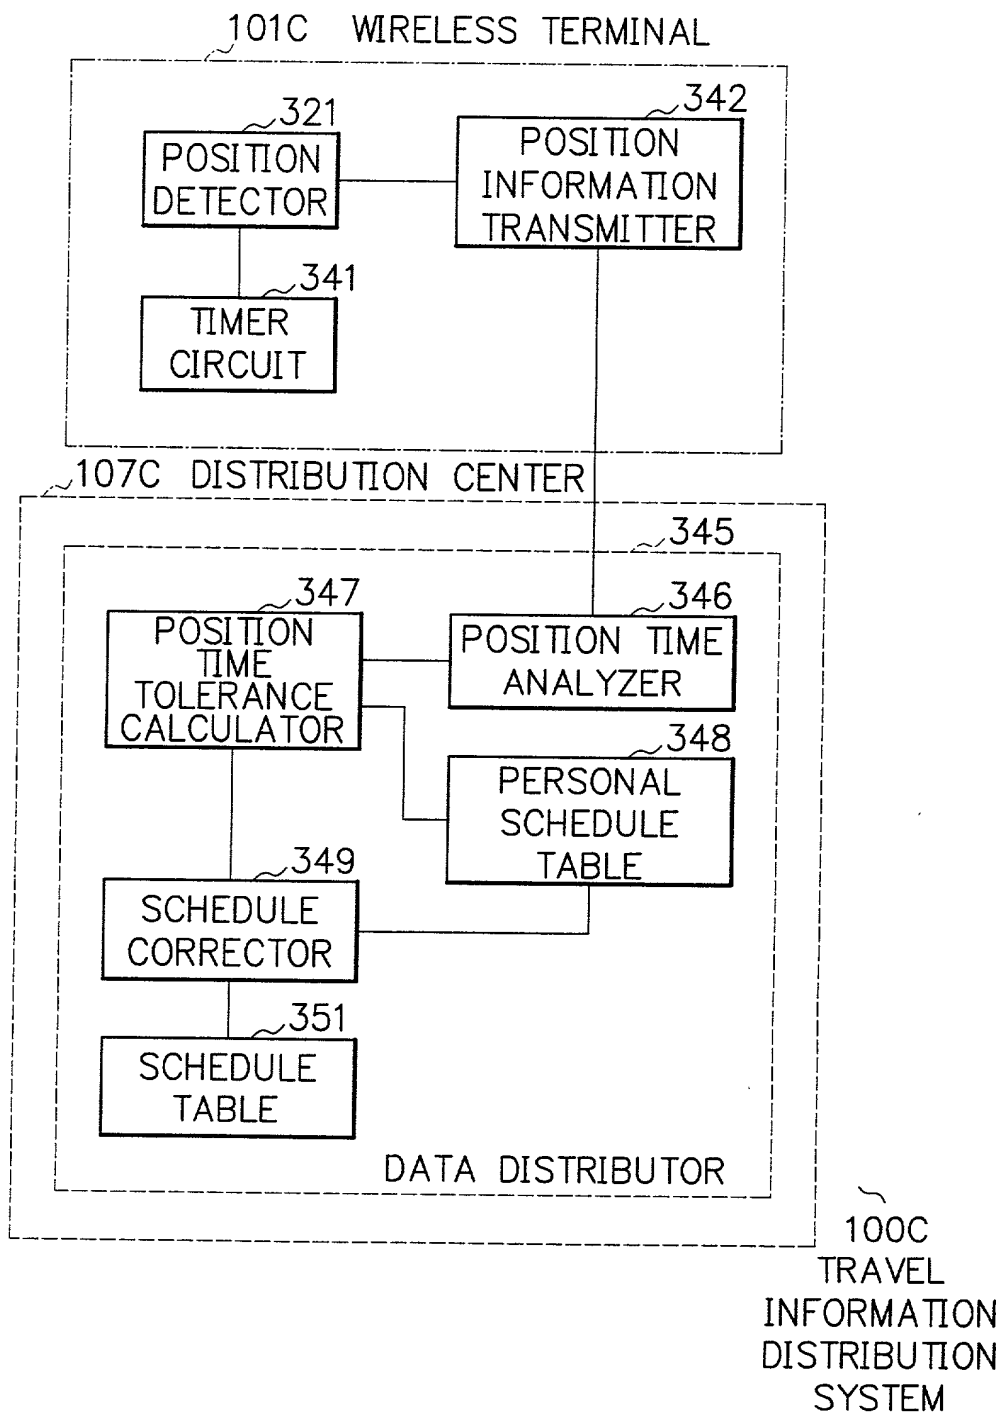 101C WIRELESS TERMINAL
321
POSITION
DETECTOR
342
POSITION
INFORMATION
TRANSMITTER
341
TIMER
CIRCUIT
107C DISTRIBUTION CENTER
345
347
POSITION
TIME
TOLERANCE
CALCULATOR
346
POSITION TIME
ANALYZER
348
PERSONAL
SCHEDULE
TABLE
349
SCHEDULE
CORRECTOR
351
SCHEDULE
TABLE
DATA DISTRIBUTOR
100C
TRAVEL
INFORMATION
DISTRIBUTION
SYSTEM